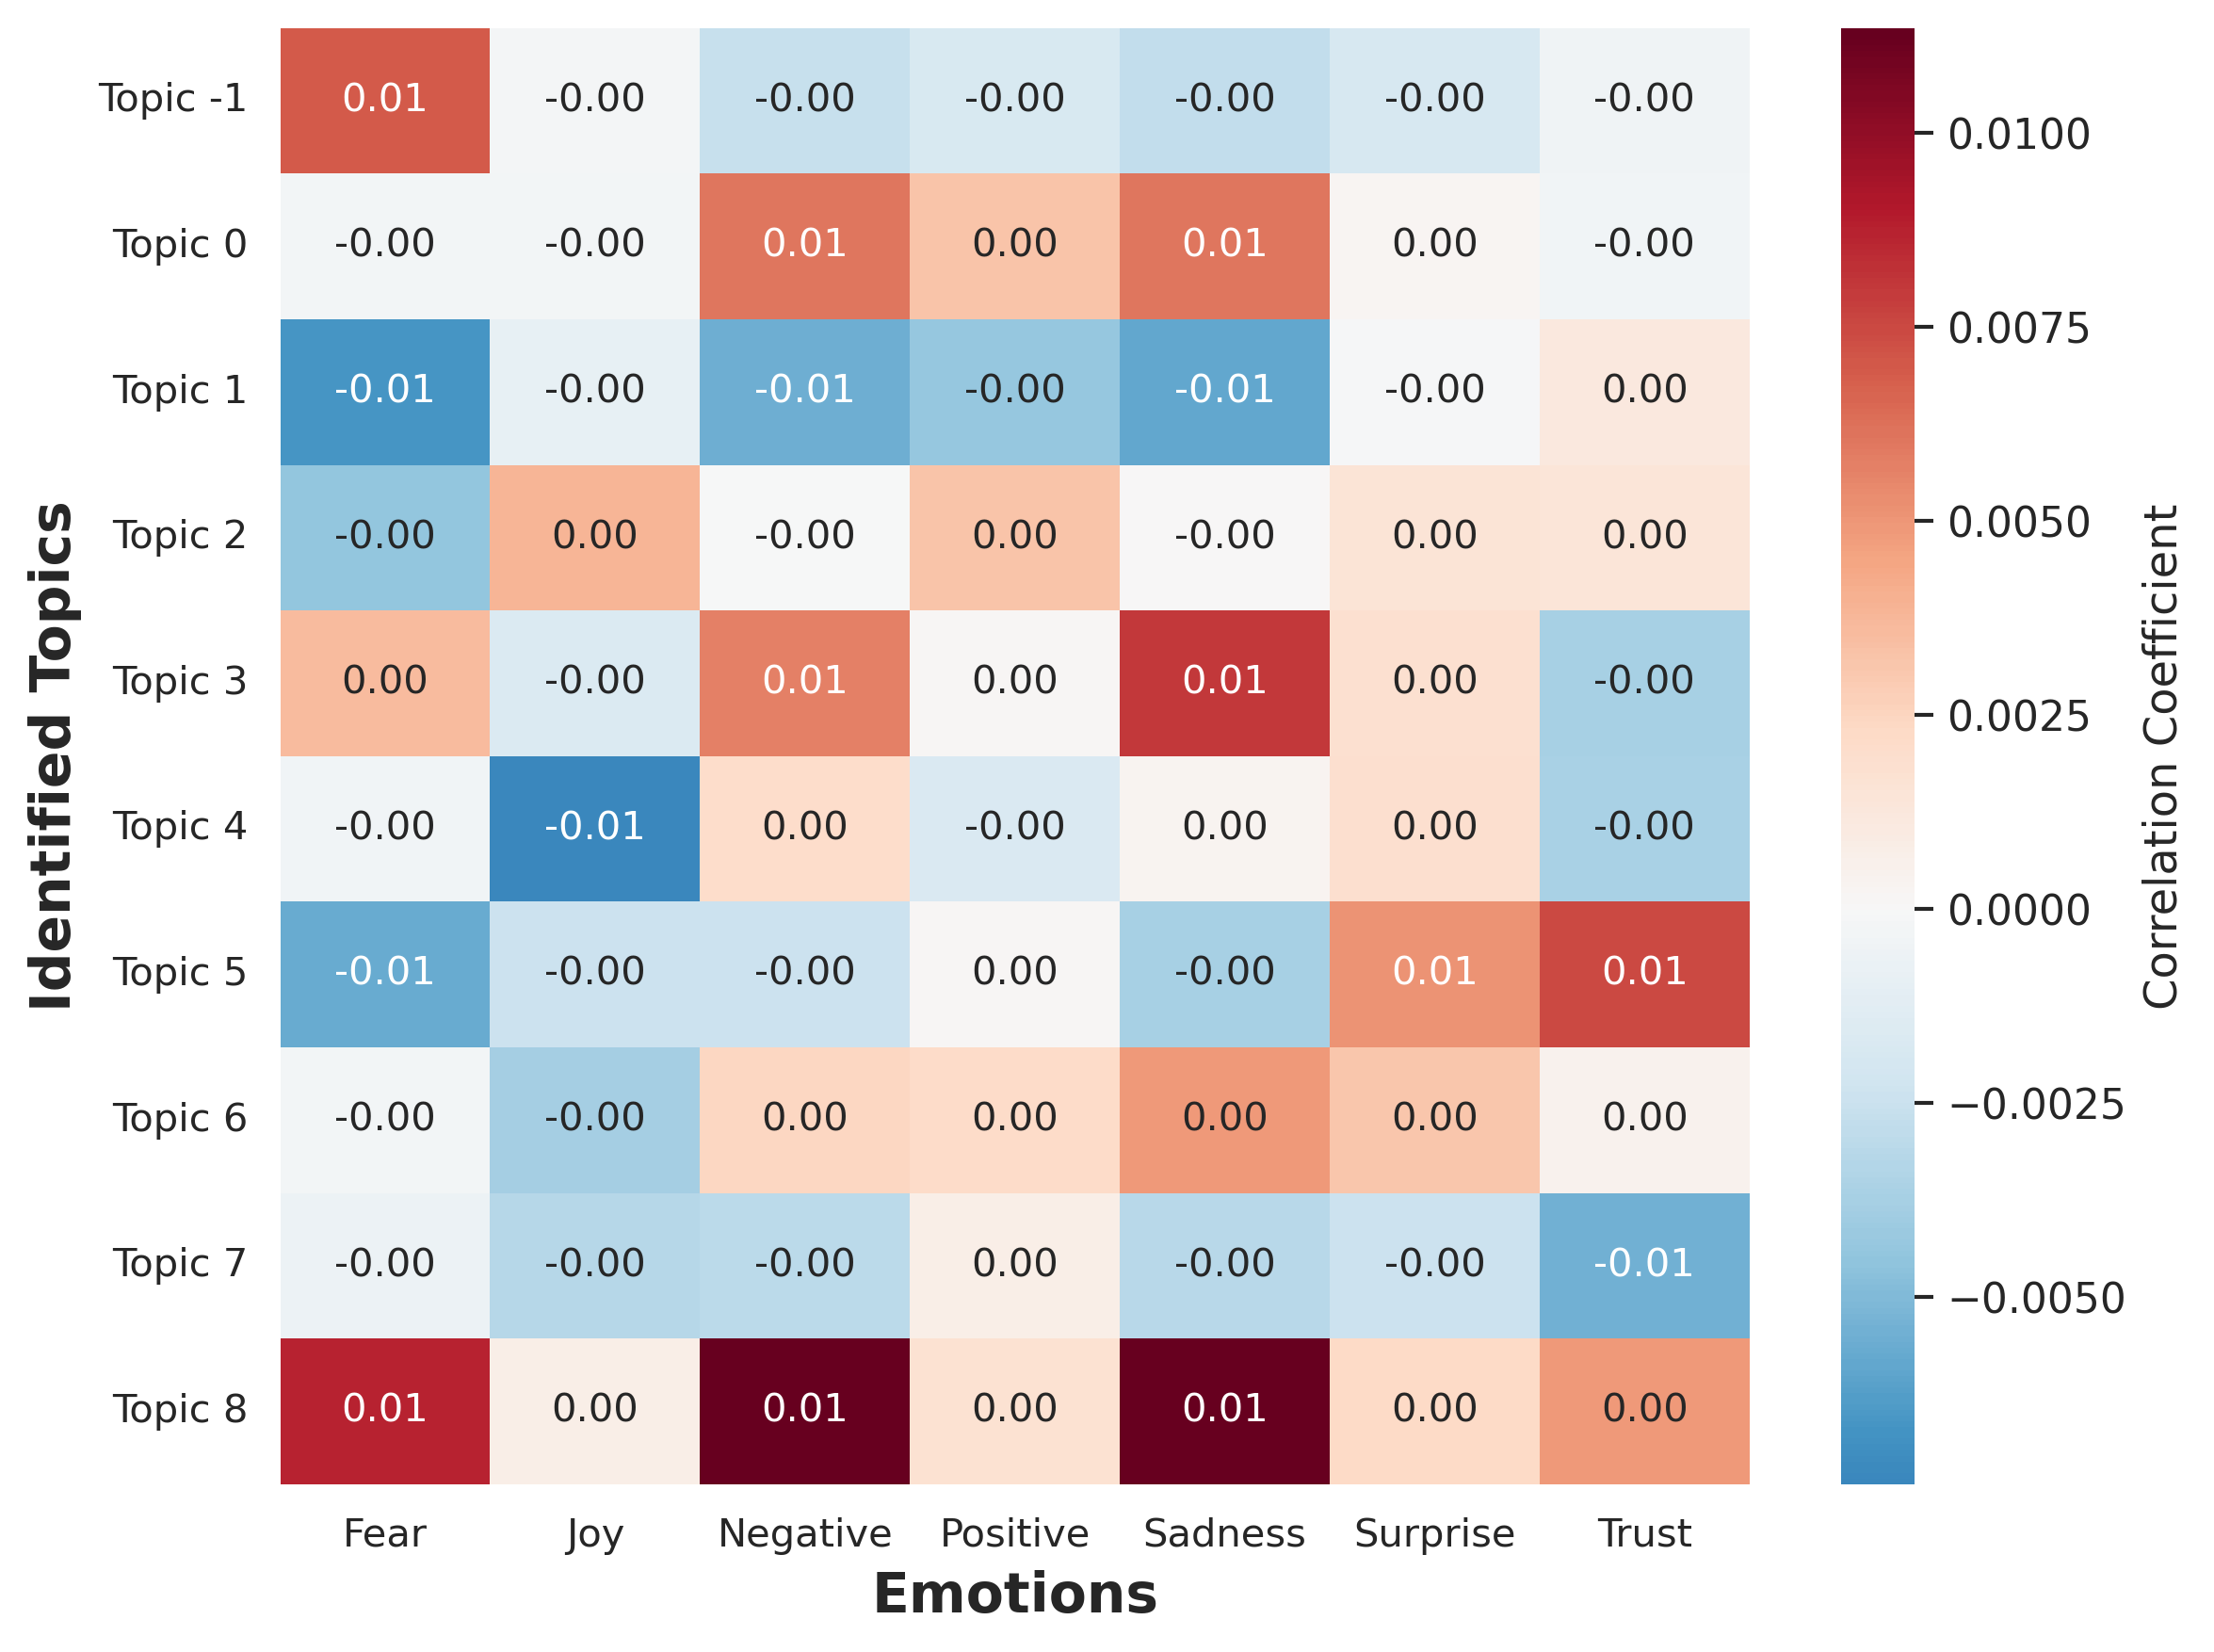 Identified Topics
Topic -1 0.01 -0.00 -0.00 -0.00 -0.00 -0.00 -0.00
Topic 0 -0.00 -0.00 0.01 0.00 0.01 0.00 -0.00
Topic 1 -0.01 -0.00 -0.01 -0.00 -0.01 -0.00 0.00
Topic 2 -0.00 0.00 -0.00 0.00 -0.00 0.00 0.00
Topic 3 0.00 -0.00 0.01 0.00 0.01 0.00 -0.00
Topic 4 -0.00 -0.01 0.00 -0.00 0.00 0.00 -0.00
Topic 5 -0.01 -0.00 -0.00 0.00 -0.00 0.01 0.01
Topic 6 -0.00 -0.00 0.00 0.00 0.00 0.00 0.00
Topic 7 -0.00 -0.00 -0.00 0.00 -0.00 -0.00 -0.01
Topic 8 0.01 0.00 0.01 0.00 0.01 0.00 0.00
Fear Joy Negative Positive Sadness Surprise Trust
Emotions
0.0100
0.0075
0.0050
0.0025
0.0000
−0.0025
−0.0050
Correlation Coefficient